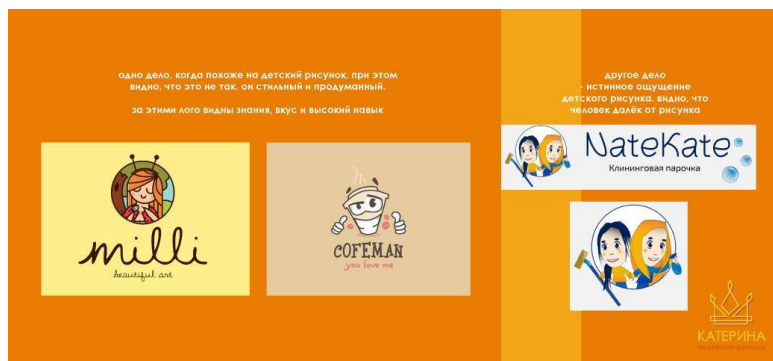 одно дело, когда похоже на детский рисунок, при этом
видно, что это не так. он стильный и продуманный.
за этими лого видны знания, вкус и высокий навык
другое дело
- истинное ощущение
детского рисунка. видно, что
человек далёк от рисунка
milli
beautiful art
COFEMAN
you love me
NateKate
Клининговая парочка
КАТЕРИНА
творческая единица